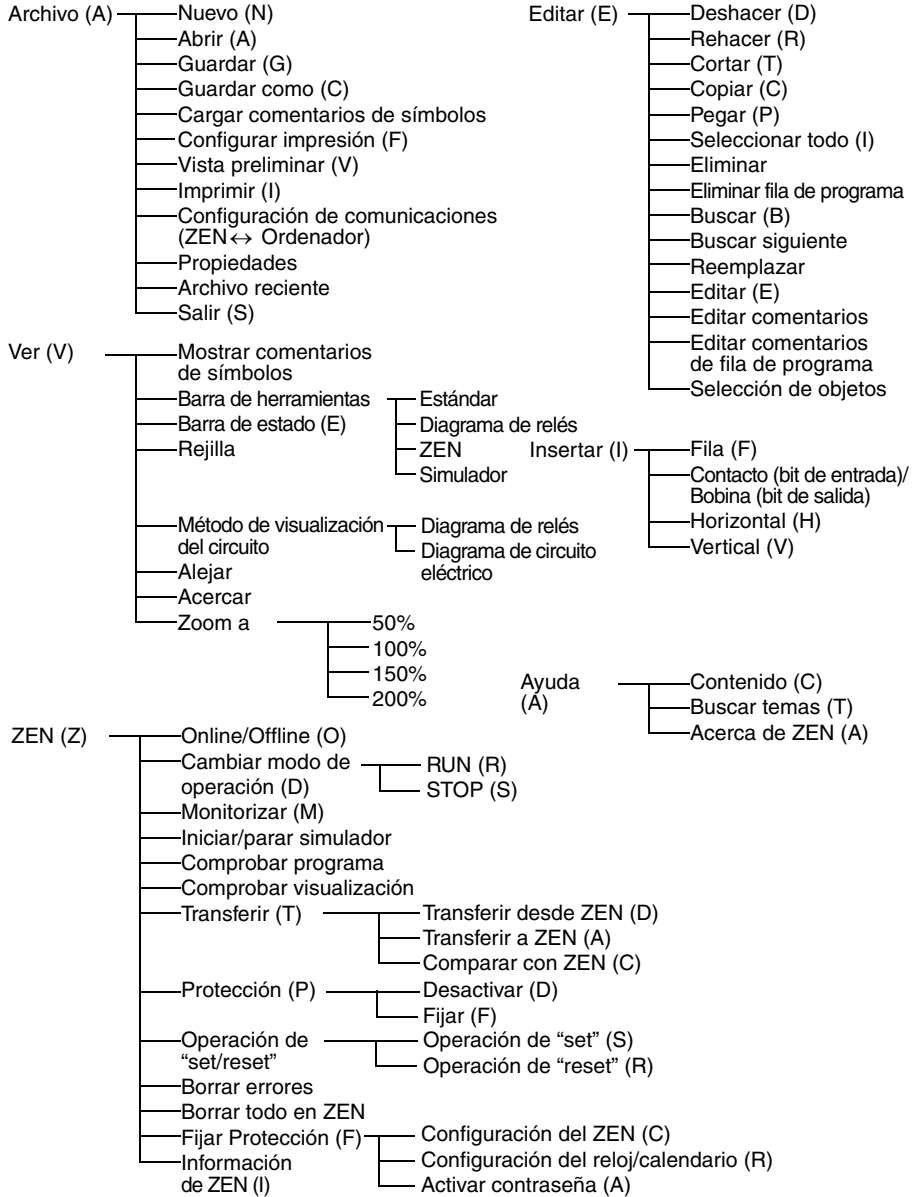 Archivo (A)
Nuevo (N)
Abrir (A)
Guardar (G)
Guardar como (C)
Cargar comentarios de símbolos
Configurar impresión (F)
Vista preliminar (V)
Imprimir (I)
Configuración de comunicaciones
(ZEN↔ Ordenador)
Propiedades
Archivo reciente
Salir (S)
Editar (E)
Deshacer (D)
Rehacer (R)
Cortar (T)
Copiar (C)
Pegar (P)
Seleccionar todo (I)
Eliminar
Eliminar fila de programa
Buscar (B)
Buscar siguiente
Reemplazar
Editar (E)
Editar comentarios
Editar comentarios
de fila de programa
Selección de objetos
Ver (V)
Mostrar comentarios
de símbolos
Barra de herramientas
Estándar
Diagrama de relés
ZEN
Simulador
Barra de estado (E)
Rejilla
Método de visualización
del circuito
Diagrama de relés
Diagrama de circuito
eléctrico
Alejar
Acercar
Zoom a
50%
100%
150%
200%
Insertar (I)
Fila (F)
Contacto (bit de entrada)/
Bobina (bit de salida)
Horizontal (H)
Vertical (V)
Ayuda
(A)
Contenido (C)
Buscar temas (T)
Acerca de ZEN (A)
ZEN (Z)
Online/Offline (O)
Cambiar modo de
operación (D)
RUN (R)
STOP (S)
Monitorizar (M)
Iniciar/parar simulador
Comprobar programa
Comprobar visualización
Transferir (T)
Transferir desde ZEN (D)
Transferir a ZEN (A)
Comparar con ZEN (C)
Protección (P)
Desactivar (D)
Fijar (F)
Operación de
“set/reset”
Operación de “set” (S)
Operación de “reset” (R)
Borrar errores
Borrar todo en ZEN
Fijar Protección (F)
Configuración del ZEN (C)
Configuración del reloj/calendario (R)
Activar contraseña (A)
Información
de ZEN (I)